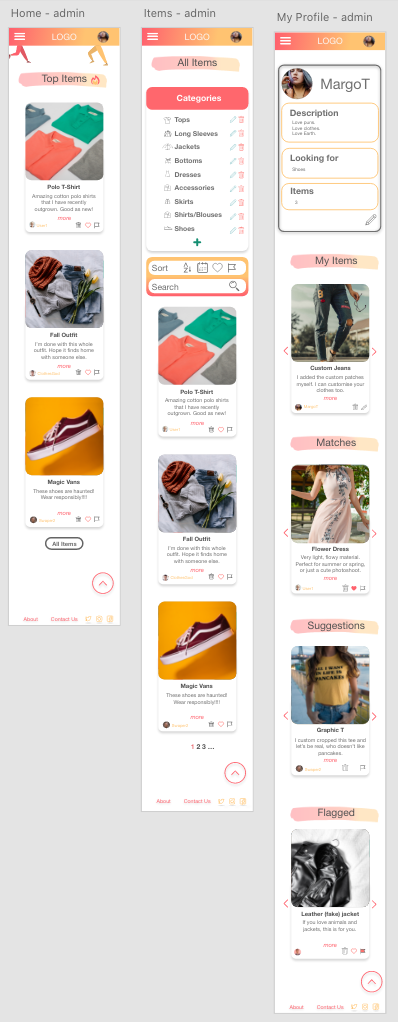 Home - admin
LOGO
Top Items
Polo T-Shirt
Amazing cotton polo shirts
that I have recently
outgrown. Good as new!
more
Fall Outfit
I'm done with this whole
outfit. Hope it finds home
with someone else.
more
Magic Vans
These shoes are haunted!
Wear responsibly!!!
more
All Items
About
Contact Us
Items - admin
LOGO
All Items
Categories
Tops
Long Sleeves
Jackets
Bottoms
Dresses
Accessories
Skirts
Shirts/Blouses
Shoes
Sort
Search
Polo T-Shirt
Amazing cotton polo shirts
that I have recently
outgrown. Good as new!
more
Fall Outfit
I'm done with this whole
outfit. Hope it finds home
with someone else.
more
Magic Vans
These shoes are haunted!
Wear responsibly!!!
more
1 2 3 ...
About
Contact Us
My Profile - admin
LOGO
MargoT
Description
Love puns.
Love clothes.
Love Earth.
Looking for
Shoes
Items
My Items
Custom Jeans
I added the custom patches
myself. I can customise your
clothes too.
more
MargoT
Matches
Flower Dress
Very light, flowy material.
Perfect for summer or spring,
or just a cute photoshoot.
more
Suggestions
ALL I WANT
PANCAKES
Graphic T
I custom cropped this tee and
let's be real, who doesn't like
pancakes.
more
Flagged
Leather (fake) jacket
If you love animals and
jackets, this is for you.
more
About
Contact Us